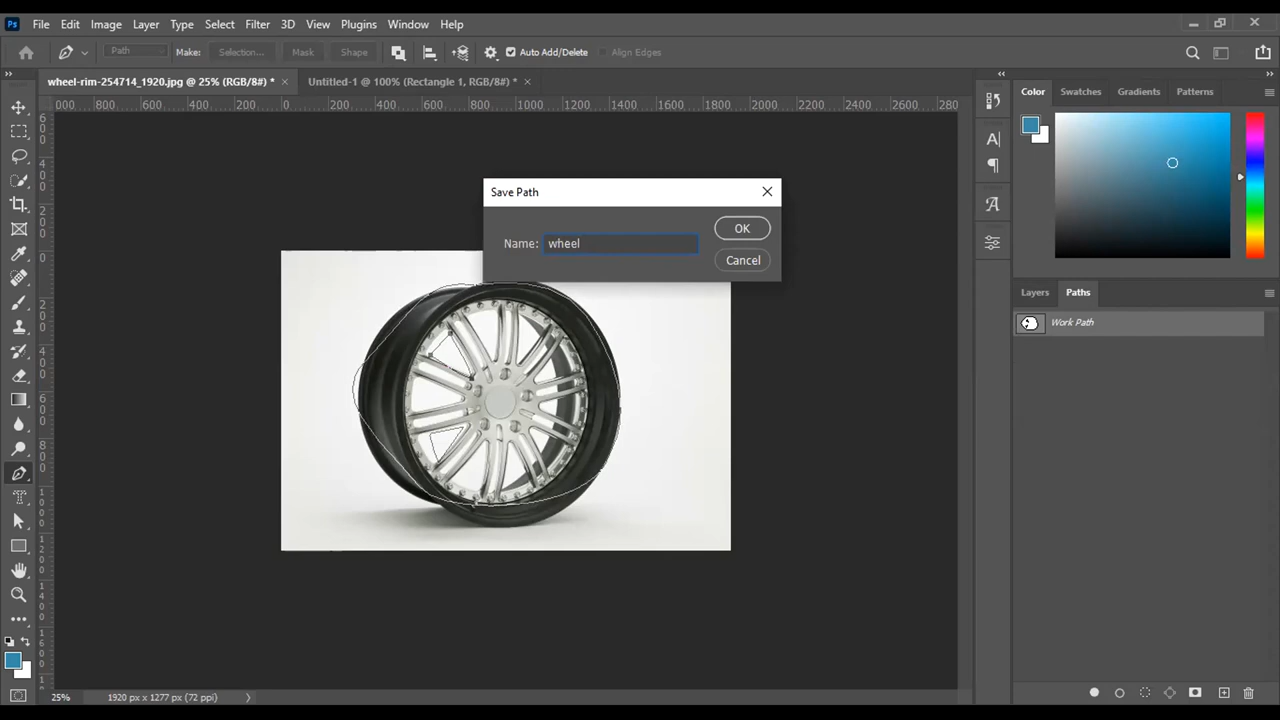 Ps File Edit Image Layer Type Select Filter 3D View Plugins Window Help
Path Make: Selection... Mask Shape Auto Add/Delete Align Edges
wheel-rim-254714_1920.jpg @ 25% (RGB/8#) * Untitled-1 @ 100% (Rectangle 1, RGB/8#) *
Color Swatches Gradients Patterns
000 800 600 400 200 0 200 400 600 800 1000 1200 1400 1600 1800 2000 2200 2400 2600 280
Save Path
Name: wheel
OK
Cancel
Layers Paths
Work Path
25% 1920 px x 1277 px (72 ppi)